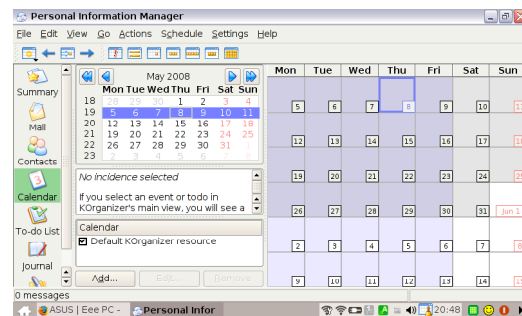 Personal Information Manager
File Edit View Go Actions Schedule Settings Help
Summary
Mail
Contacts
Calendar
To-do List
Journal
May 2008
Mon Tue Wed Thu Fri Sat Sun
18 28 29 30 1 2 3 4
19 5 6 7 8 9 10 11
20 12 13 14 15 16 17 18
21 19 20 21 22 23 24 25
22 26 27 28 29 30 31 1
23 2 3 4 5 6 7
No incidence selected
If you select an event or todo in
KOrganizer's main view, you will see a
Calendar
Default KOrganizer resource
Add... Edit... Remove...
Mon Tue Wed Thu Fri Sat Sun
5 6 7 8 9 10
12 13 14 15 16 17
19 20 21 22 23 24
26 27 28 29 30 31 Jun 1
2 3 4 5 6 7 8
9 10 11 12 13 14
0 messages
ASUS | Eee PC - Personal Infor 20:48